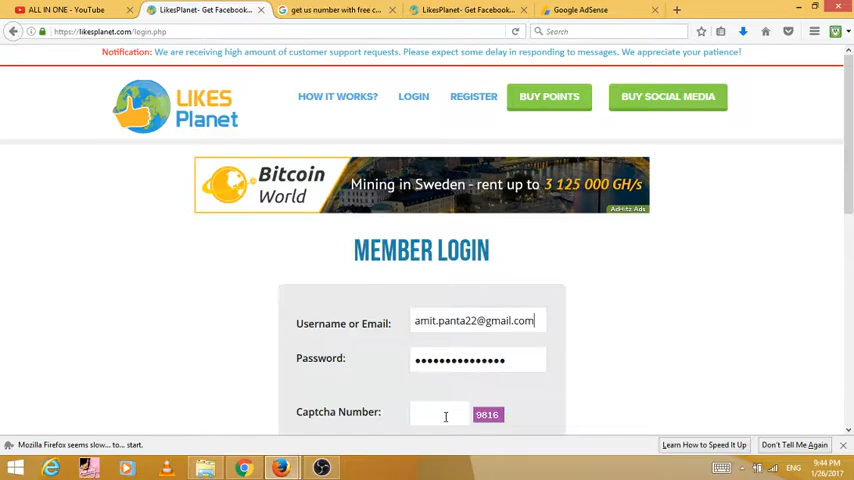 ALL IN ONE - YouTube
LikesPlanet- Get Facebook...
get us number with free c...
LikesPlanet- Get Facebook...
Google AdSense
https://likesplanet.com/login.php
Search
Notification: We are receiving high amount of customer support requests. Please expect some delay in responding to messages. We appreciate your patience!
LIKES
Planet
HOW IT WORKS?
LOGIN
REGISTER
BUY POINTS
BUY SOCIAL MEDIA
Bitcoin
World
Mining in Sweden - rent up to 3 125 000 GH/s
AdHitz Ads
MEMBER LOGIN
Username or Email:
amit.panta22@gmail.com
Password:
Captcha Number:
9816
Mozilla Firefox seems slow... to... start.
Learn How to Speed It Up
Don't Tell Me Again
ENG
9:44 PM
1/26/2017